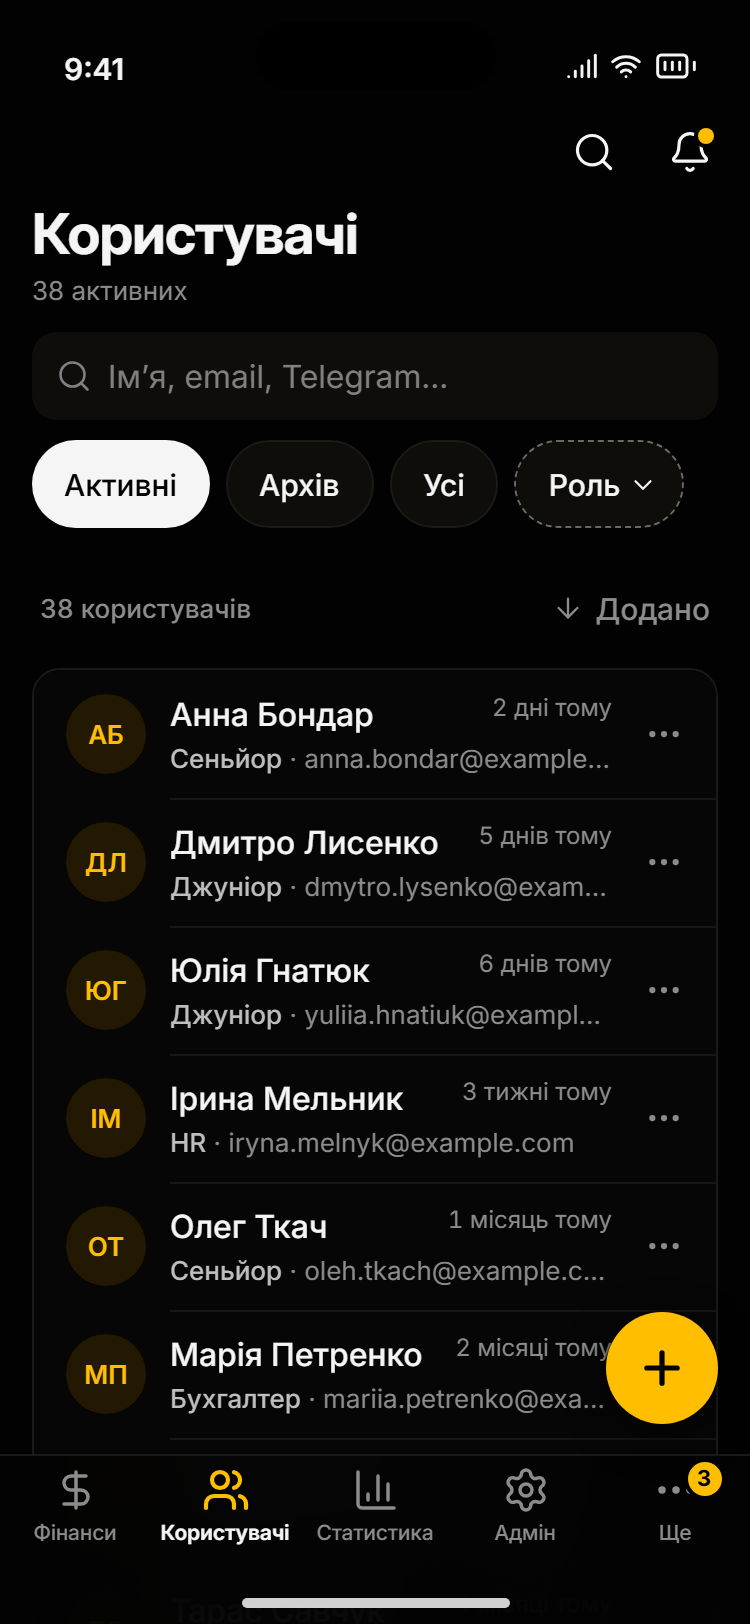 9:41
Користувачі
38 активних
Ім’я, email, Telegram...
Активні Архів Усі Роль
38 користувачів ↓ Додано
АБ Анна Бондар 2 дні тому ...
Сеньйор · anna.bondar@example...
ДЛ Дмитро Лисенко 5 днів тому ...
Джуніор · dmytro.lysenko@exam...
ЮГ Юлія Гнатюк 6 днів тому ...
Джуніор · yuliia.hnatiuk@exampl...
ІМ Ірина Мельник 3 тижні тому ...
HR · iryna.melnyk@example.com
ОТ Олег Ткач 1 місяць тому ...
Сеньйор · oleh.tkach@example.c...
МП Марія Петренко 2 місяці тому
Бухгалтер · mariia.petrenko@exa...
3
Фінанси Користувачі Статистика Адмін Ще
Тарас Савчук